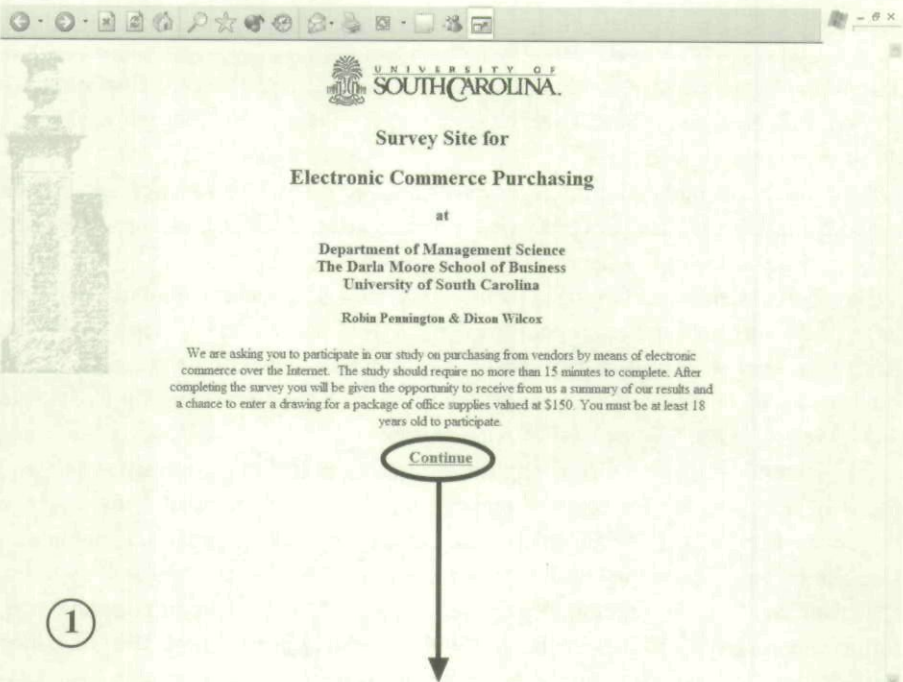 UNIVERSITY OF
SOUTH CAROLINA.
Survey Site for
Electronic Commerce Purchasing
at
Department of Management Science
The Darla Moore School of Business
University of South Carolina
Robin Pennington & Dixon Wilcox
We are asking you to participate in our study on purchasing from vendors by means of electronic
commerce over the Internet. The study should require no more than 15 minutes to complete. After
completing the survey you will be given the opportunity to receive from us a summary of our results and
a chance to enter a drawing for a package of office supplies valued at $150. You must be at least 18
years old to participate.
Continue
1